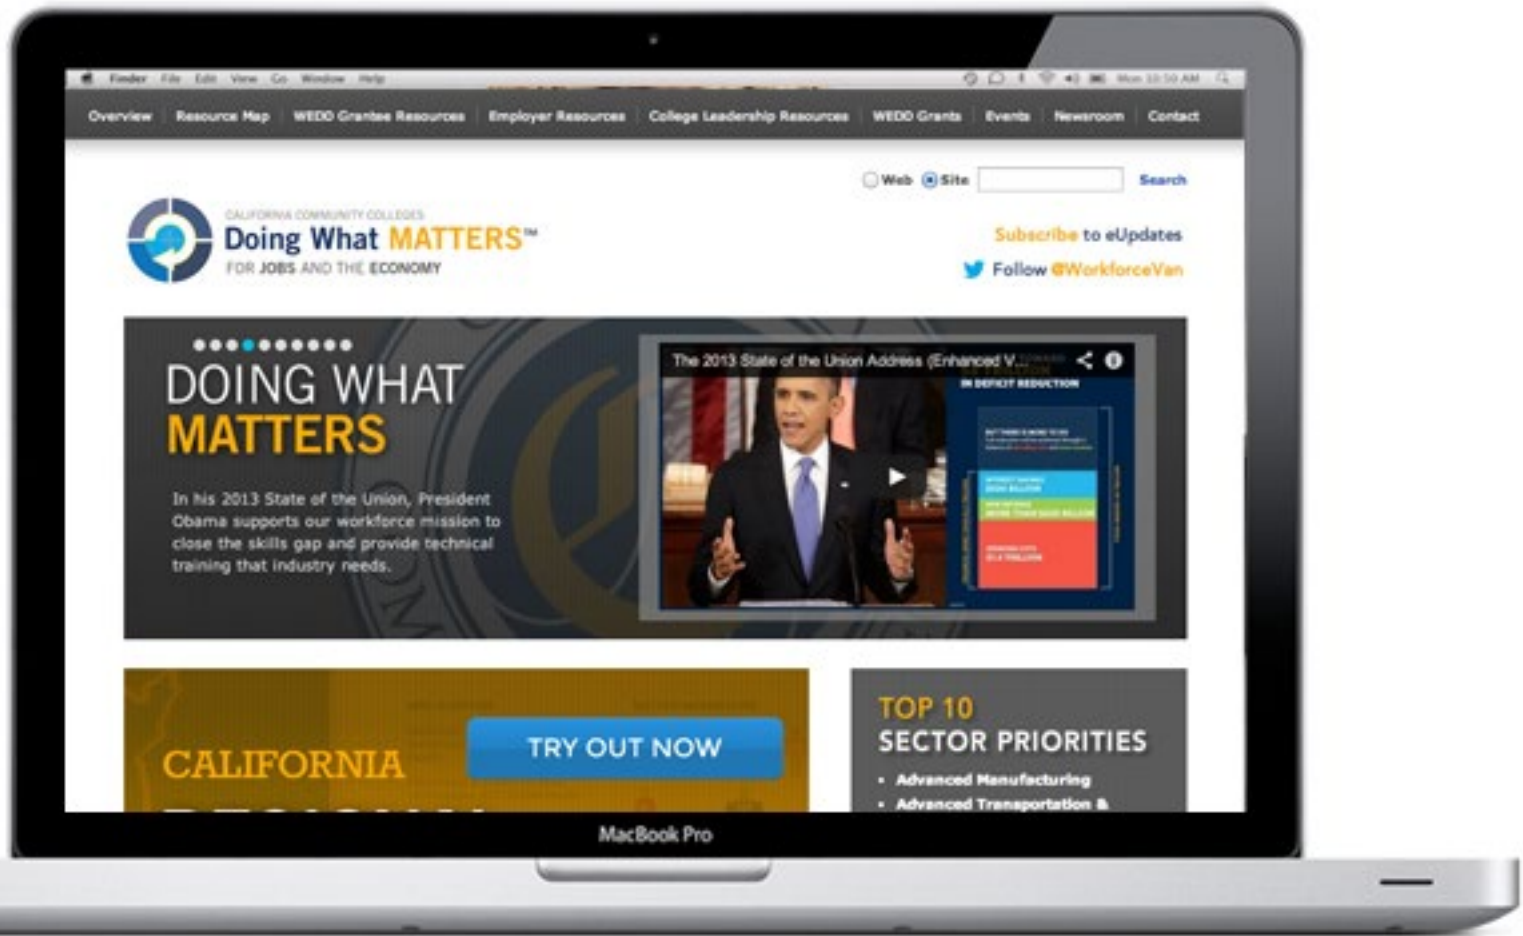 Finder File Edit View Go Window Help Mon 10:50 AM
Overview Resource Map WEDD Grantee Resources Employer Resources College Leadership Resources WEDD Grants Events Newsroom Contact
Web Site Search
CALIFORNIA COMMUNITY COLLEGES
Doing What MATTERS™
FOR JOBS AND THE ECONOMY
Subscribe to eUpdates
Follow @WorkforceVan
DOING WHAT
MATTERS
In his 2013 State of the Union, President
Obama supports our workforce mission to
close the skills gap and provide technical
training that industry needs.
The 2013 State of the Union Address (Enhanced V...
IN DEFICIT REDUCTION
CALIFORNIA
TRY OUT NOW
TOP 10
SECTOR PRIORITIES
• Advanced Manufacturing
• Advanced Transportation &
MacBook Pro